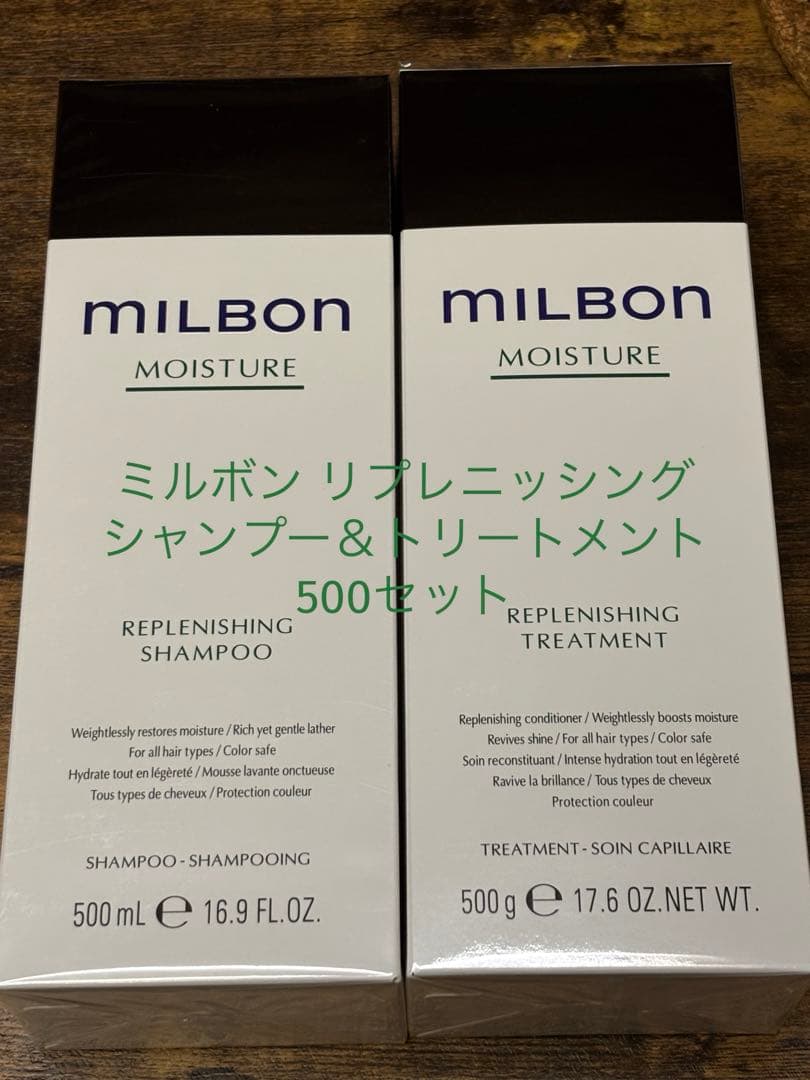 mILBon
MOISTURE
REPLENISHING
SHAMPOO
Weightlessly restores moisture / Rich yet gentle lather
For all hair types / Color safe
Hydrate tout en légèreté / Mousse lavante onctueuse
Tous types de cheveux / Protection couleur
SHAMPOO - SHAMPOOING
500 mL e 16.9 FL.OZ.
mILBon
MOISTURE
REPLENISHING
TREATMENT
Replenishing conditioner / Weightlessly boosts moisture
Revives shine / For all hair types / Color safe
Soin reconstituant / Intense hydration tout en légèreté
Ravive la brillance / Tous types de cheveux
Protection couleur
TREATMENT - SOIN CAPILLAIRE
500 g e 17.6 OZ.NET WT.
ミルボン リプレニッシング
シャンプー＆トリートメント
500セット